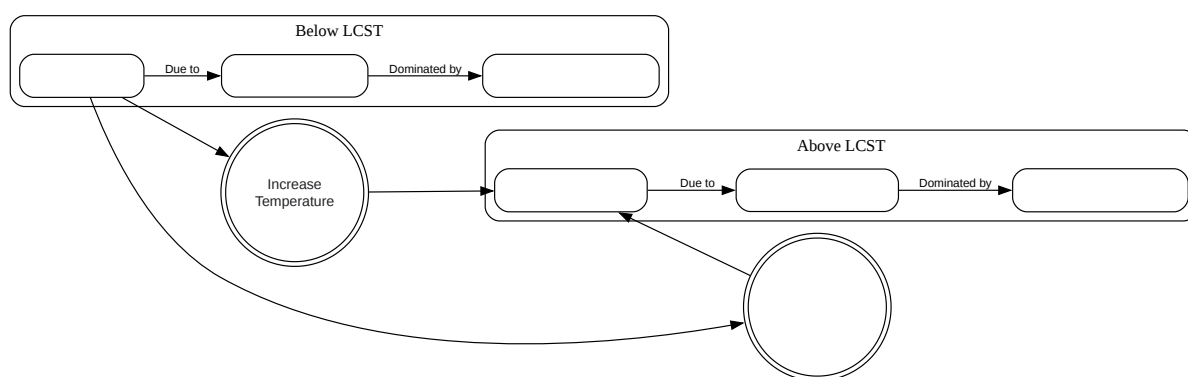 Below LCST
Due to
Dominated by
Increase
Temperature
Above LCST
Due to
Dominated by